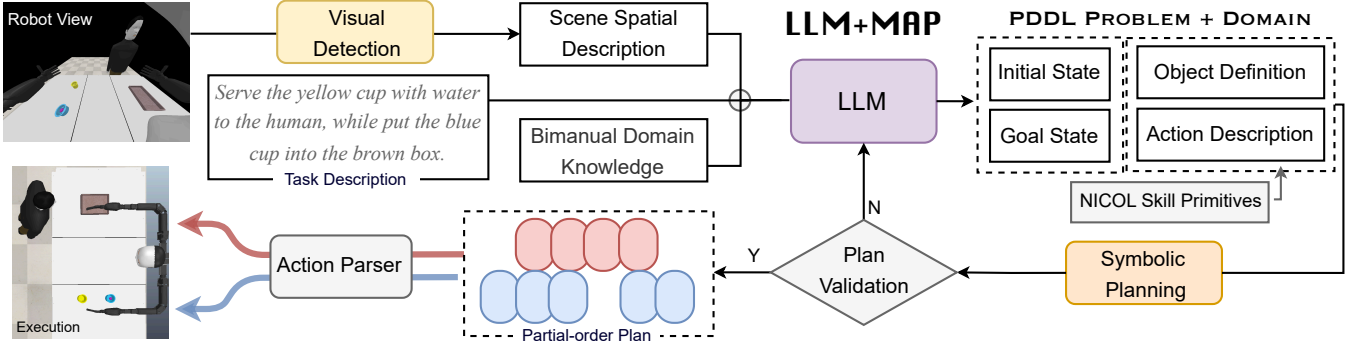 Robot View
Visual
Detection
Scene Spatial
Description
LLM+MAP
PDDL Problem + Domain
Serve the yellow cup with water
to the human, while put the blue
cup into the brown box.
Task Description
Bimanual Domain
Knowledge
LLM
Initial State
Goal State
Object Definition
Action Description
NICOL Skill Primitives
Execution
Action Parser
Partial-order Plan
Y
N
Plan
Validation
Symbolic
Planning